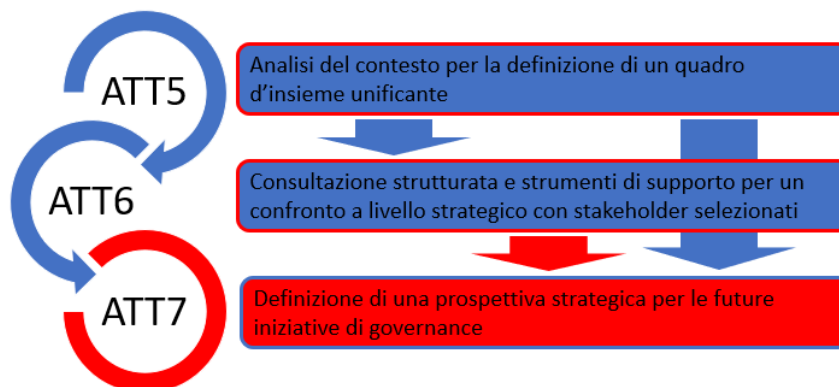 ATT5
Analisi del contesto per la definizione di un quadro
d'insieme unificante
ATT6
Consultazione strutturata e strumenti di supporto per un
confronto a livello strategico con stakeholder selezionati
ATT7
Definizione di una prospettiva strategica per le future
iniziative di governance